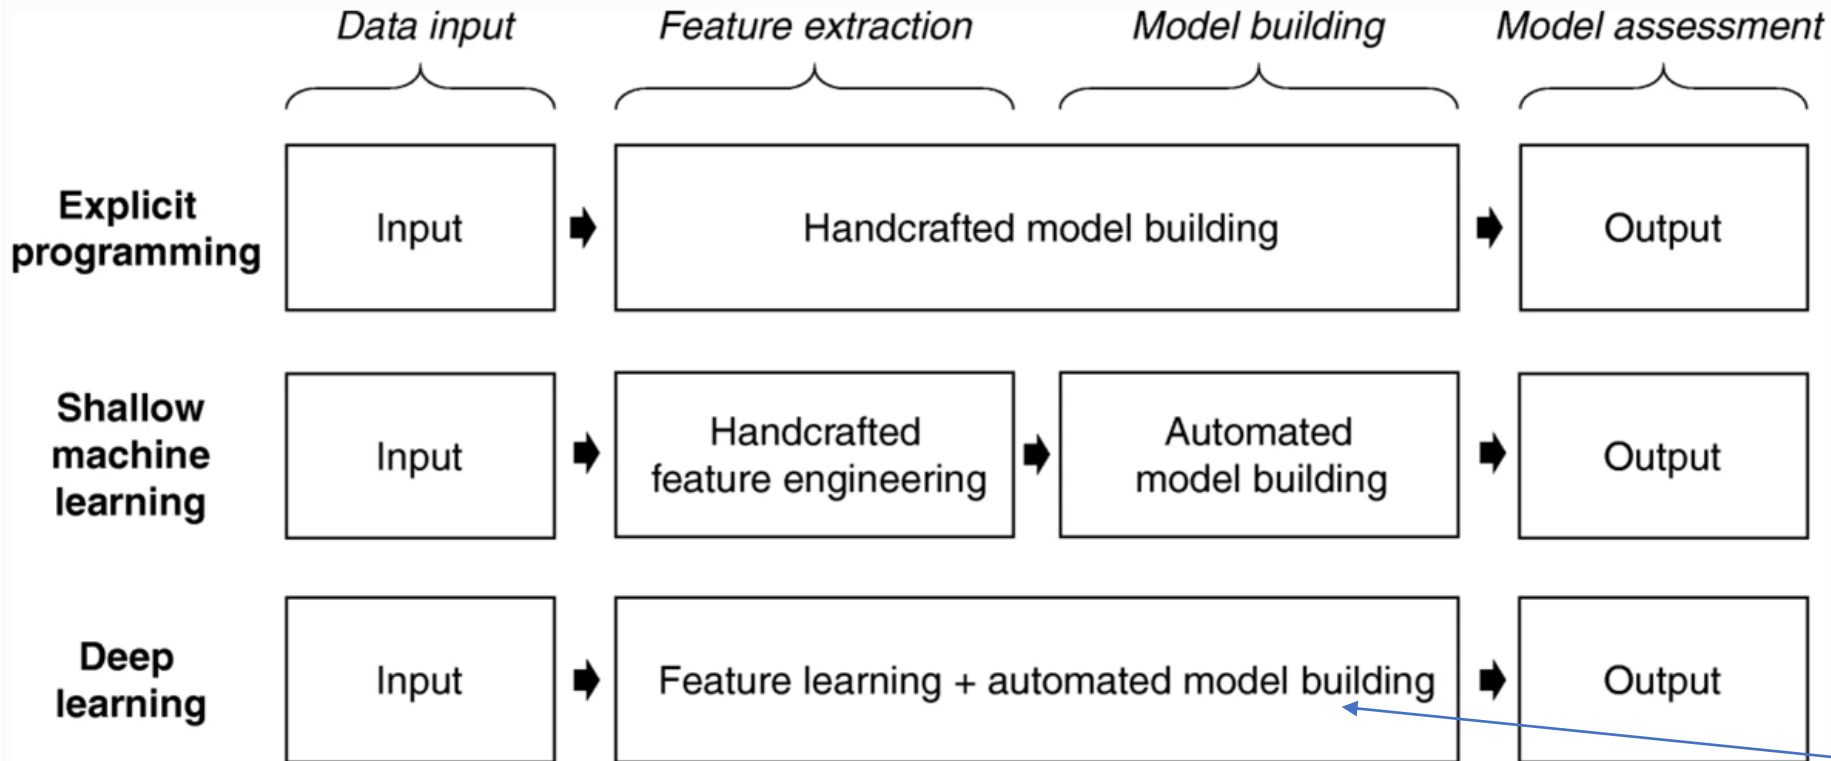 Data input
Feature extraction
Model building
Model assessment
Explicit
programming
Input
Handcrafted model building
Output
Shallow
machine
learning
Input
Handcrafted
feature engineering
Automated
model building
Output
Deep
learning
Input
Feature learning + automated model building
Output